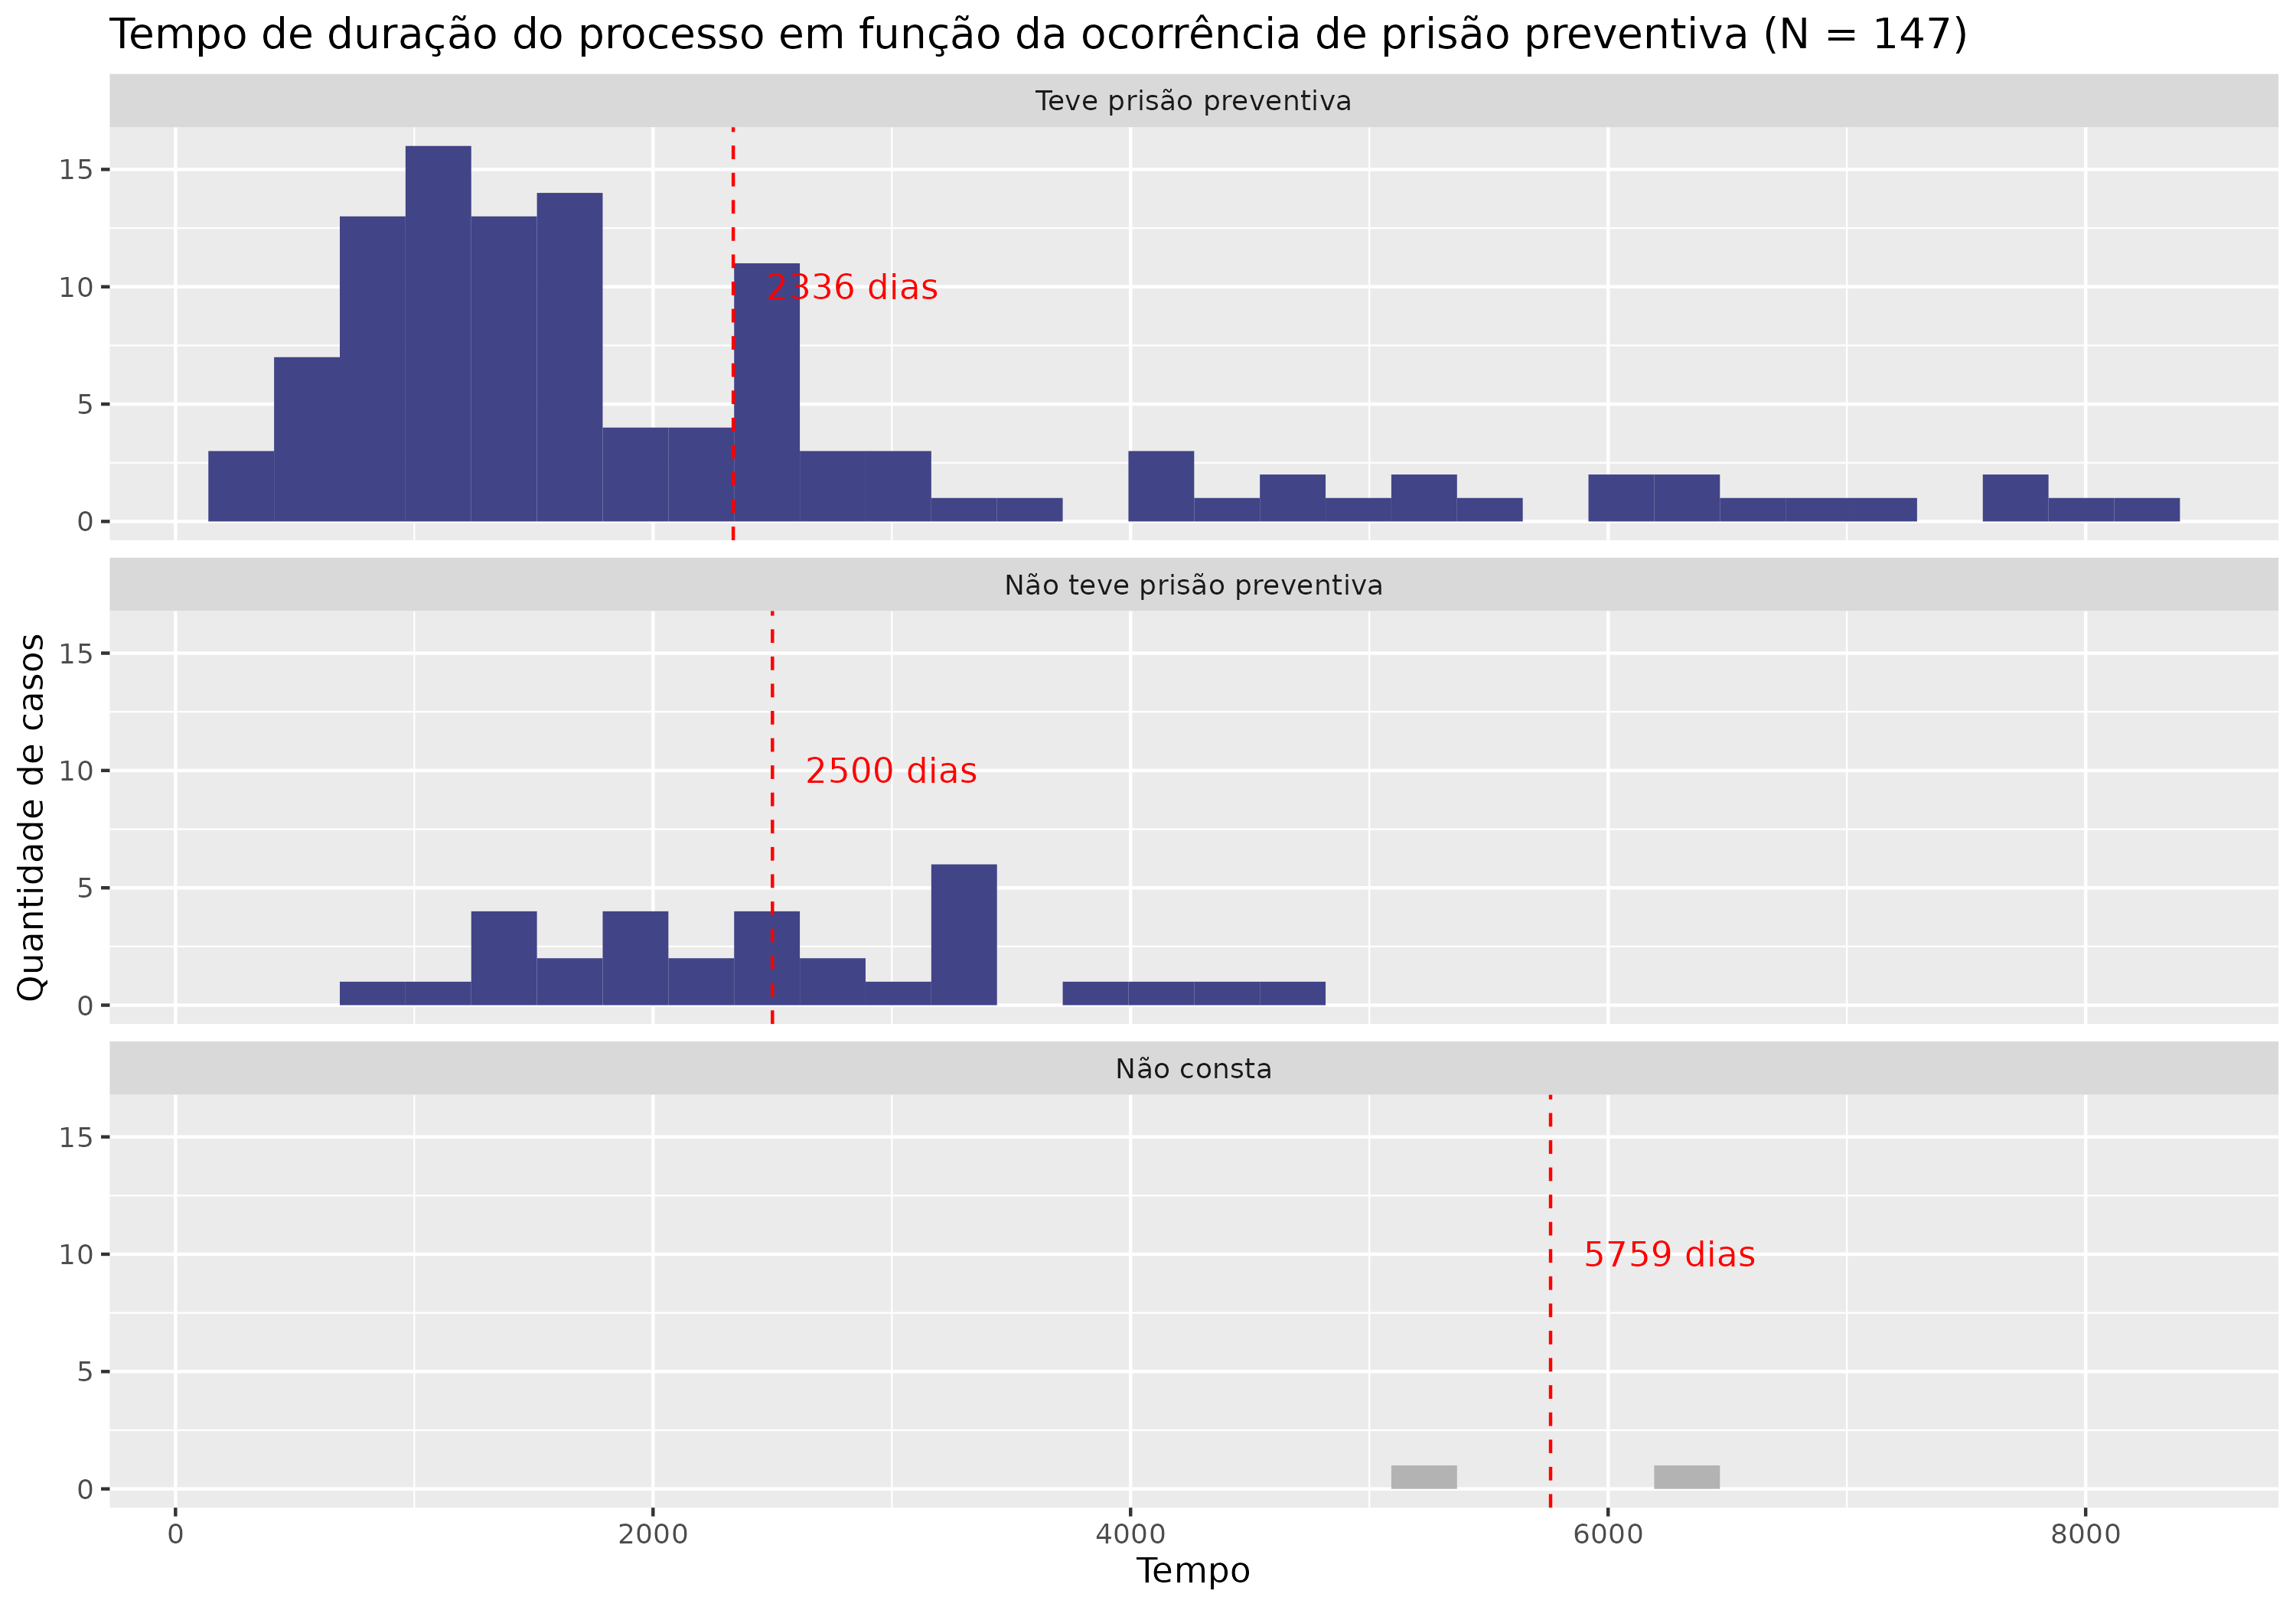 Tempo de duração do processo em função da ocorrência de prisão preventiva (N = 147)
Teve prisão preventiva
15
10
5
0
2336 dias
Não teve prisão preventiva
15
10
5
0
2500 dias
Quantidade de casos
Não consta
15
10
5
0
5759 dias
0 2000 4000 6000 8000
Tempo